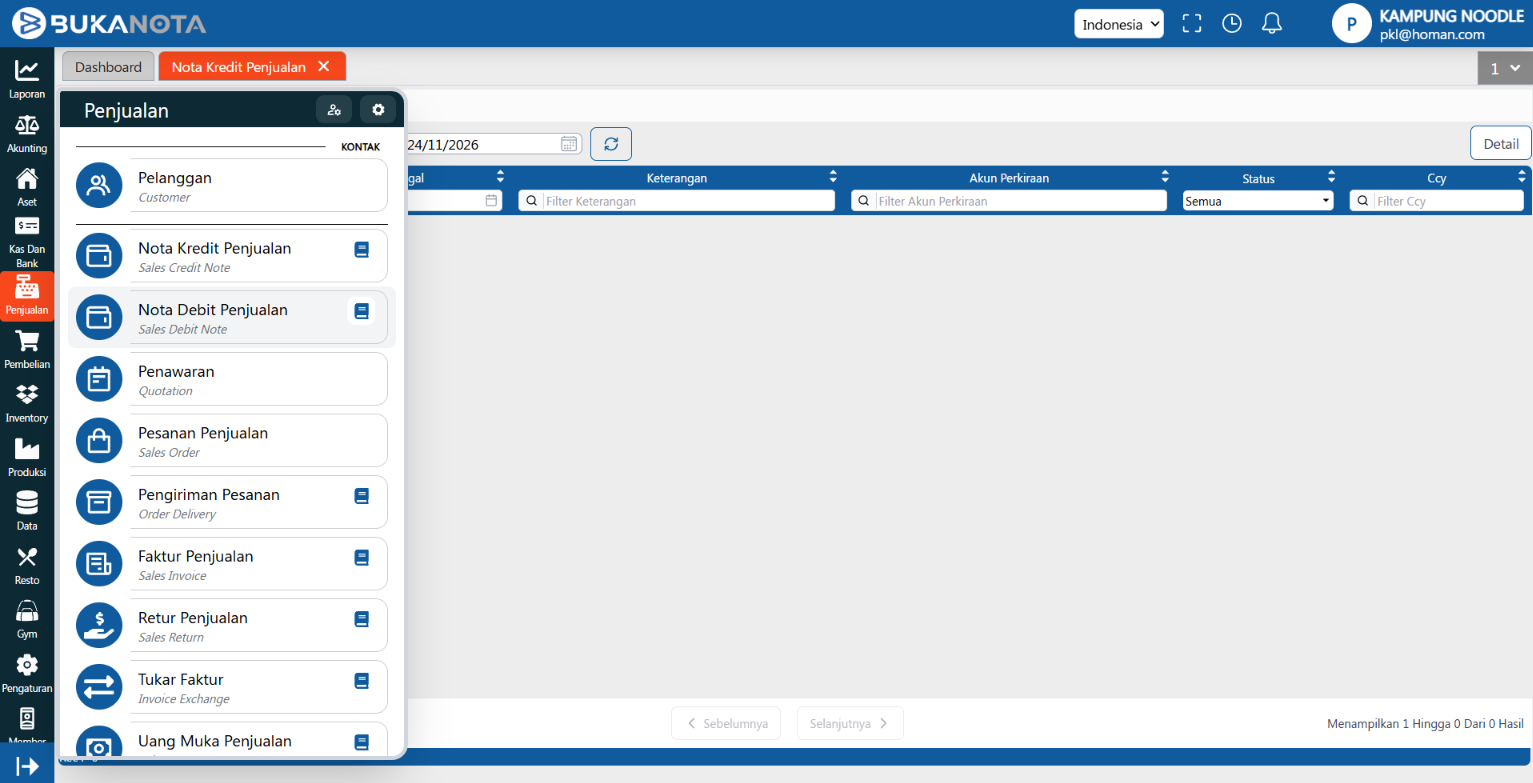 BUKANOTA
Indonesia
P
KAMPUNG NOODLE
pkl@homan.com
Laporan
Akunting
Aset
Kas Dan
Bank
Penjualan
Pembelian
Inventory
Produksi
Data
Resto
Gym
Pengaturan
Member
Dashboard
Nota Kredit Penjualan
1
Penjualan
KONTAK
Pelanggan
Customer
Nota Kredit Penjualan
Sales Credit Note
Nota Debit Penjualan
Sales Debit Note
Penawaran
Quotation
Pesanan Penjualan
Sales Order
Pengiriman Pesanan
Order Delivery
Faktur Penjualan
Sales Invoice
Retur Penjualan
Sales Return
Tukar Faktur
Invoice Exchange
Uang Muka Penjualan
24/11/2026
Detail
gal
Keterangan
Akun Perkiraan
Status
Ccy
Filter Keterangan
Filter Akun Perkiraan
Semua
Filter Ccy
Sebelumnya
Selanjutnya
Menampilkan 1 Hingga 0 Dari 0 Hasil